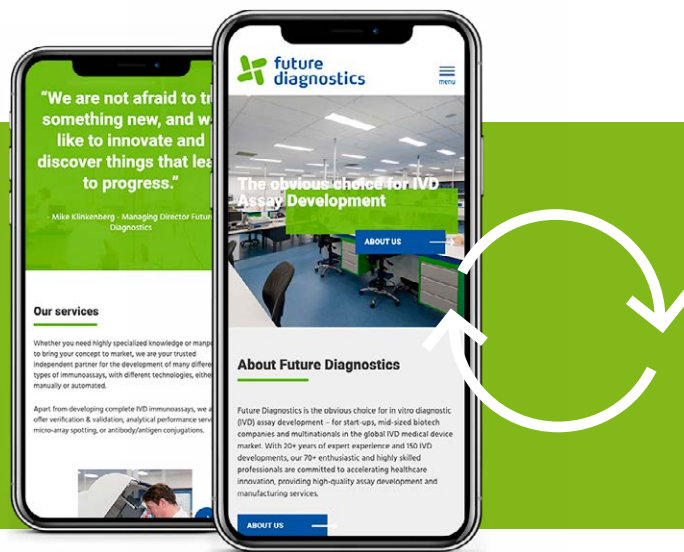 "We are not afraid to
something new, and
like to innovate and
discover things that
to progress."
- Mike Klinkenberg - Managing Director
Diagnostics
Our services
Whether you need highly specialized knowledge or
to bring your concept to market, we are your trusted
independent partner for the development of many
types of immunoassays, with different technologies,
manually or automated.
Apart from developing complete IVD immunoassays, we
offer verification & validation, analytical performance
micro-array spotting, or antibody/antigen conjugations.
future
diagnostics
menu
The obvious choice for IVD
Assay Development
ABOUT US
About Future Diagnostics
Future Diagnostics is the obvious choice for in vitro diagnostic
(IVD) assay development – for start-ups, mid-sized biotech
companies and multinationals in the global IVD medical device
market. With 20+ years of expert experience and 150 IVD
developments, our 70+ enthusiastic and highly skilled
professionals are committed to accelerating healthcare
innovation, providing high-quality assay development and
manufacturing services.
ABOUT US